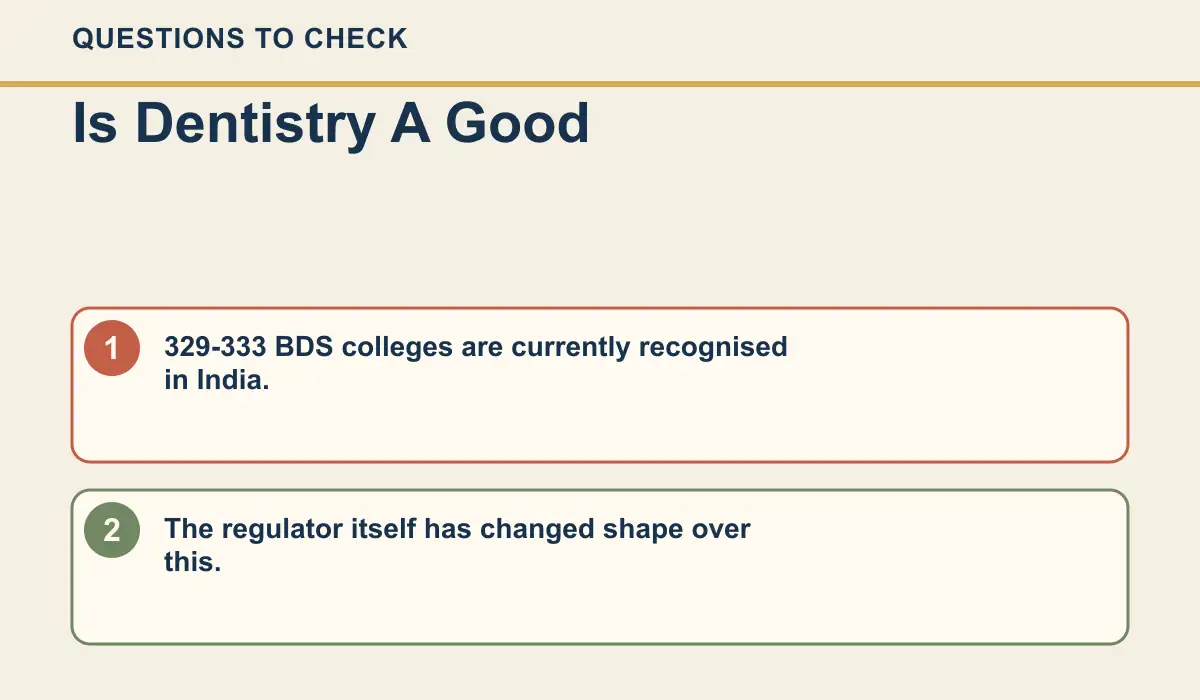 QUESTIONS TO CHECK
Is Dentistry A Good
1
329-333 BDS colleges are currently recognised
in India.
2
The regulator itself has changed shape over
this.